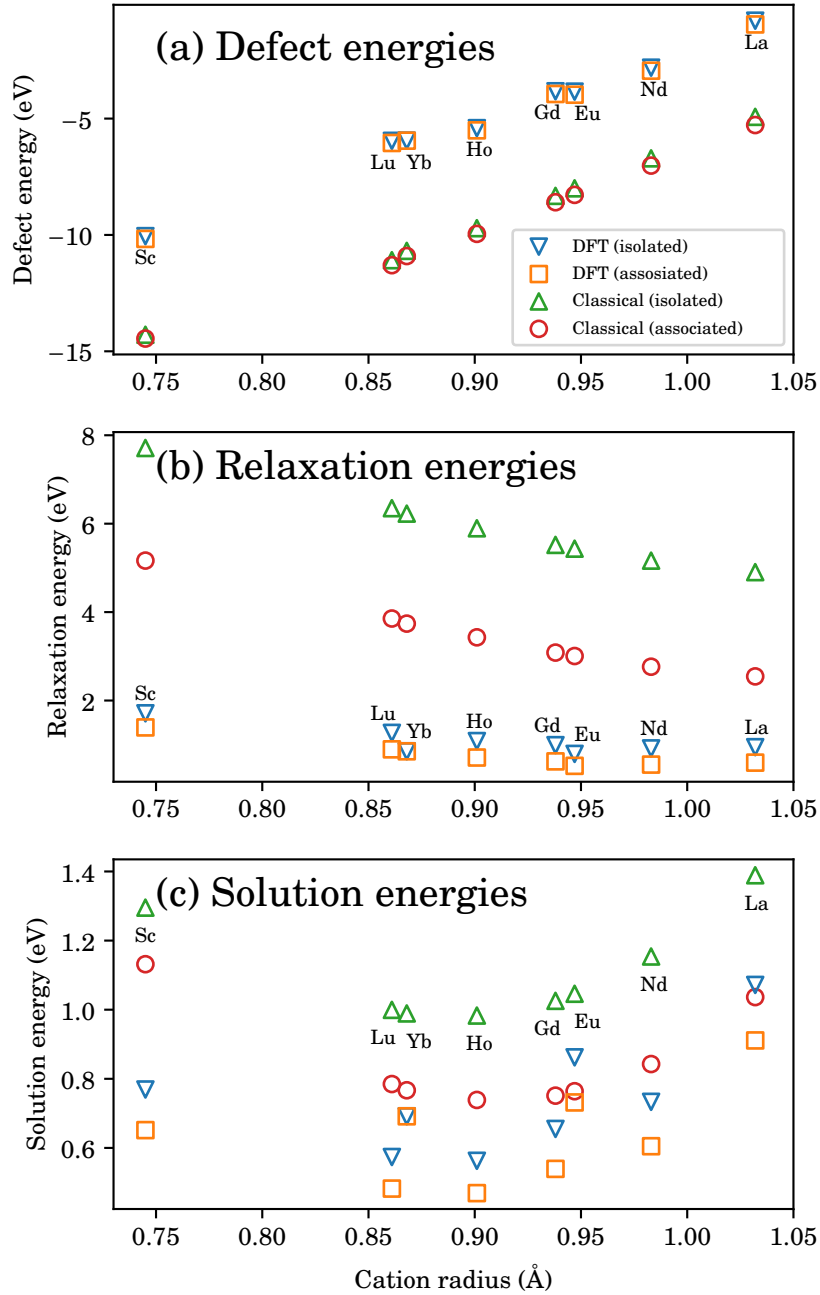 (a) Defect energies
Defect energy (eV)
−5
−10
−15
La
Nd
Gd
Eu
Lu
Yb
Ho
Sc
DFT (isolated)
DFT (assosiated)
Classical (isolated)
Classical (associated)
0.75 0.80 0.85 0.90 0.95 1.00 1.05
(b) Relaxation energies
Relaxation energy (eV)
8
6
4
2
Sc
Lu
Yb
Ho
Gd
Eu
Nd
La
0.75 0.80 0.85 0.90 0.95 1.00 1.05
(c) Solution energies
Solution energy (eV)
1.4
1.2
1.0
0.8
0.6
Sc
Lu
Yb
Ho
Gd
Eu
Nd
La
0.75 0.80 0.85 0.90 0.95 1.00 1.05
Cation radius (Å)